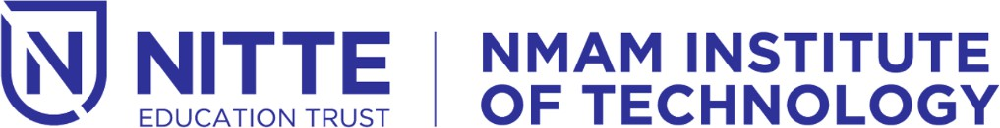 N NITTE
EDUCATION TRUST
NMAM INSTITUTE
OF TECHNOLOGY